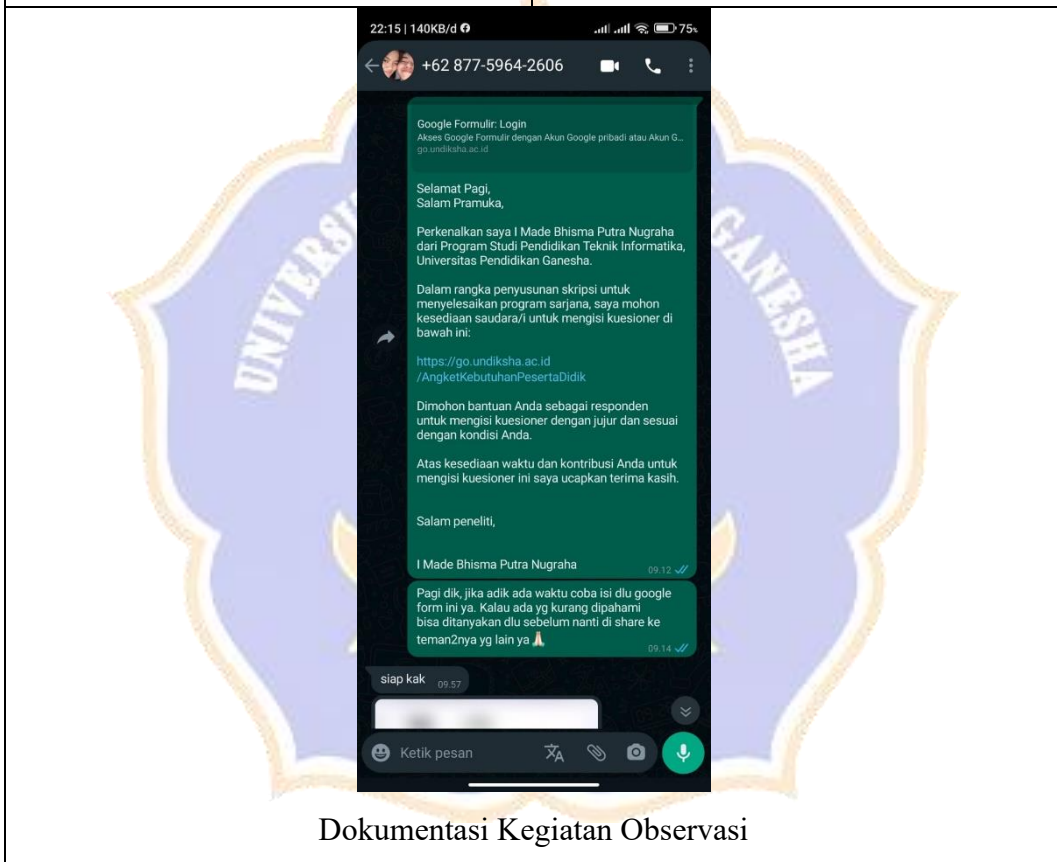 22:15 | 140KB/d
75%
+62 877-5964-2606
Google Formulir: Login
Akses Google Formulir dengan Akun Google pribadi atau Akun G...
go.undiksha.ac.id
Selamat Pagi,
Salam Pramuka,
Perkenalkan saya I Made Bhisma Putra Nugraha
dari Program Studi Pendidikan Teknik Informatika,
Universitas Pendidikan Ganesha.
Dalam rangka penyusunan skripsi untuk
menyelesaikan program sarjana, saya mohon
kesediaan saudara/i untuk mengisi kuesioner di
bawah ini:
https://go.undiksha.ac.id
/AngketKebutuhanPesertaDidik
Dimohon bantuan Anda sebagai responden
untuk mengisi kuesioner dengan jujur dan sesuai
dengan kondisi Anda.
Atas kesediaan waktu dan kontribusi Anda untuk
mengisi kuesioner ini saya ucapkan terima kasih.
Salam peneliti,
I Made Bhisma Putra Nugraha
09.12
Pagi dik, jika adik ada waktu coba isi dlu google
form ini ya. Kalau ada yg kurang dipahami
bisa ditanyakan dlu sebelum nanti di share ke
teman2nya yg lain ya 🙏🏻
09.14
siap kak 09.57
Ketik pesan
GANESHA
Dokumentasi Kegiatan Observasi